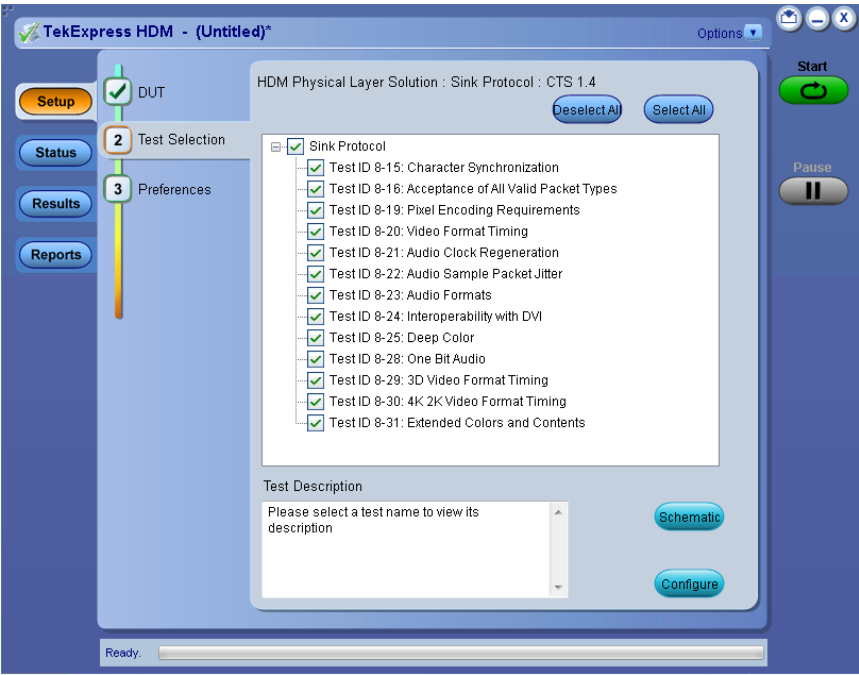 TekExpress HDM - (Untitled)*
Options
Start
Pause
Setup
Status
Results
Reports
DUT
2 Test Selection
3 Preferences
HDM Physical Layer Solution : Sink Protocol : CTS 1.4
Deselect All
Select All
Sink Protocol
Test ID 8-15: Character Synchronization
Test ID 8-16: Acceptance of All Valid Packet Types
Test ID 8-19: Pixel Encoding Requirements
Test ID 8-20: Video Format Timing
Test ID 8-21: Audio Clock Regeneration
Test ID 8-22: Audio Sample Packet Jitter
Test ID 8-23: Audio Formats
Test ID 8-24: Interoperability with DVI
Test ID 8-25: Deep Color
Test ID 8-28: One Bit Audio
Test ID 8-29: 3D Video Format Timing
Test ID 8-30: 4K 2K Video Format Timing
Test ID 8-31: Extended Colors and Contents
Test Description
Please select a test name to view its
description
Schematic
Configure
Ready.